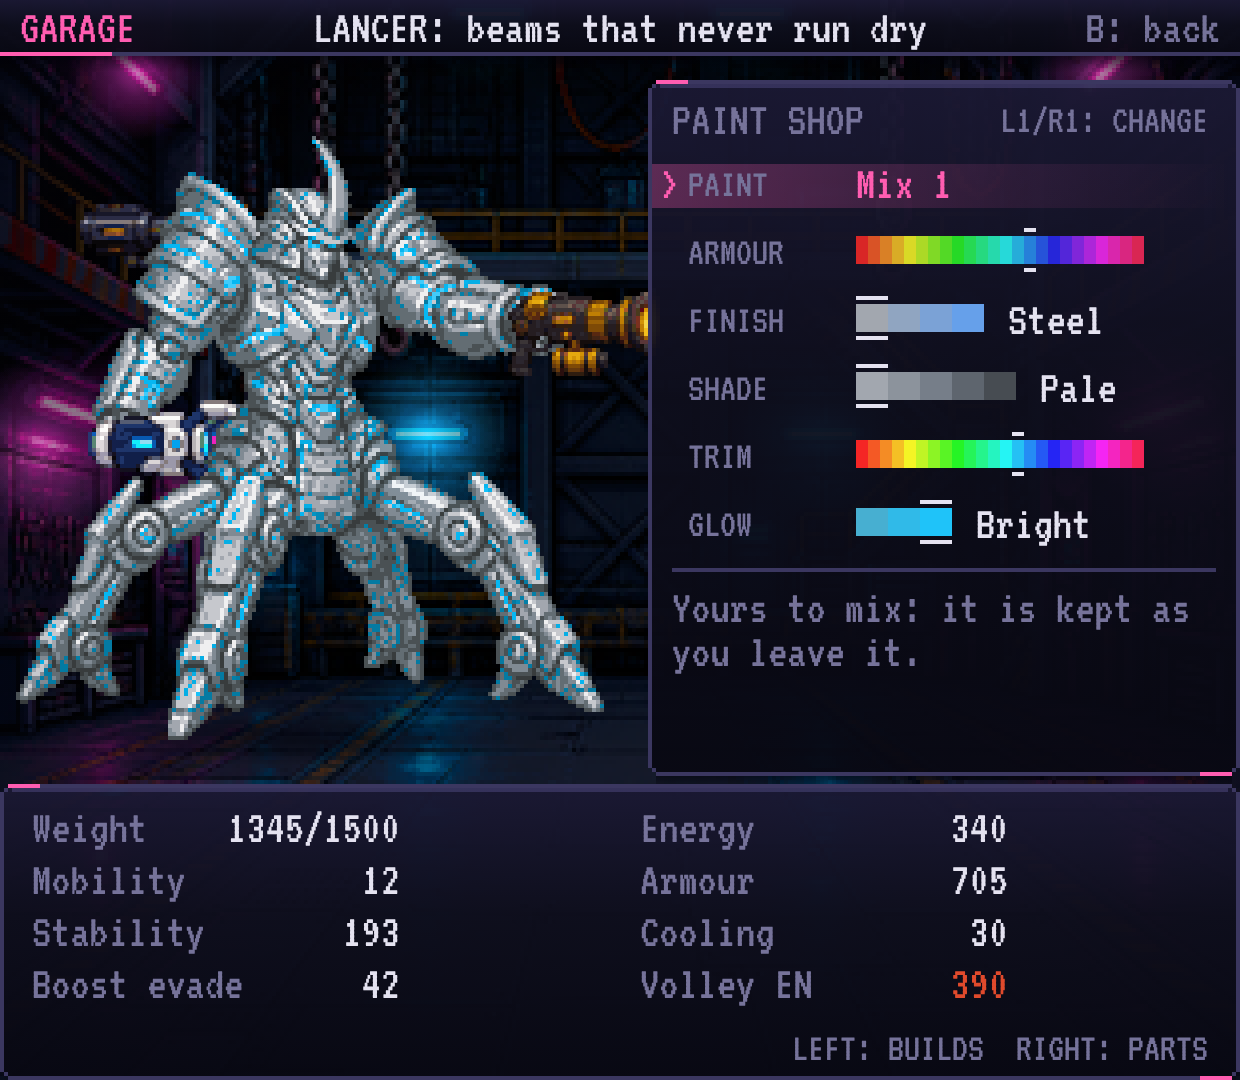 GARAGE
LANCER: beams that never run dry
B: back
PAINT SHOP
L1/R1: CHANGE
PAINT Mix 1
ARMOUR
FINISH Steel
SHADE Pale
TRIM
GLOW Bright
Yours to mix: it is kept as
you leave it.
Weight 1345/1500
Mobility 12
Stability 193
Boost evade 42
Energy 340
Armour 705
Cooling 30
Volley EN 390
LEFT: BUILDS RIGHT: PARTS